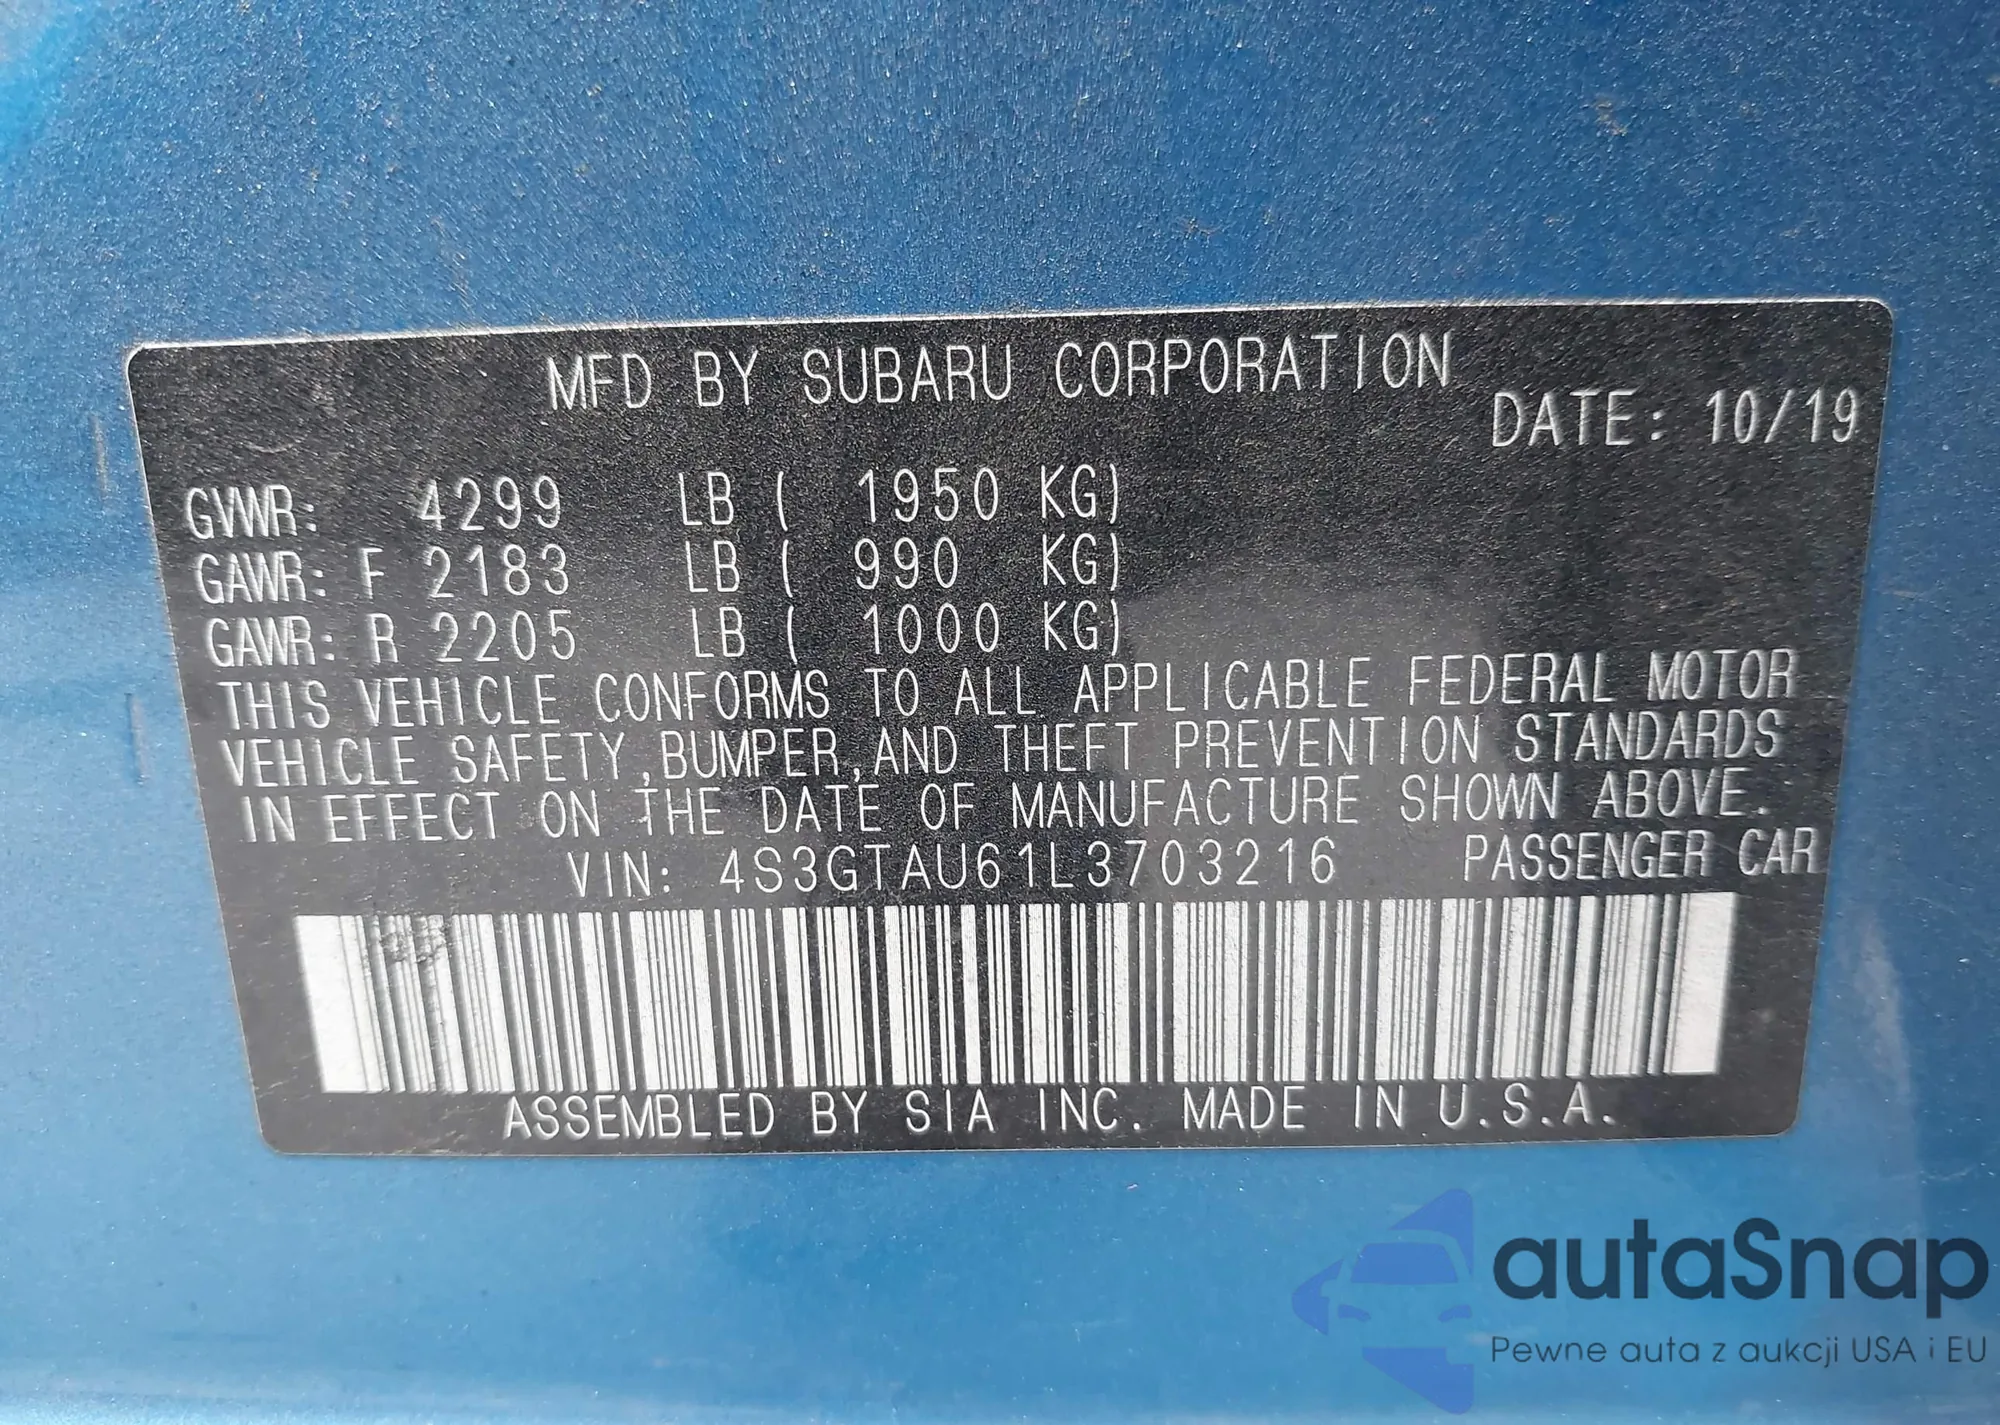 MFD BY SUBARU CORPORATION
DATE: 10/19
GVWR: 4299 LB ( 1950 KG)
GAWR: F 2183 LB ( 990 KG)
GAWR: R 2205 LB ( 1000 KG)
THIS VEHICLE CONFORMS TO ALL APPLICABLE FEDERAL MOTOR
VEHICLE SAFETY,BUMPER,AND THEFT PREVENTION STANDARDS
IN EFFECT ON THE DATE OF MANUFACTURE SHOWN ABOVE.
VIN: 4S3GTAU61L3703216 PASSENGER CAR
ASSEMBLED BY SIA INC. MADE IN U.S.A.
autaSnap
Pewne auta z aukcji USA i EU